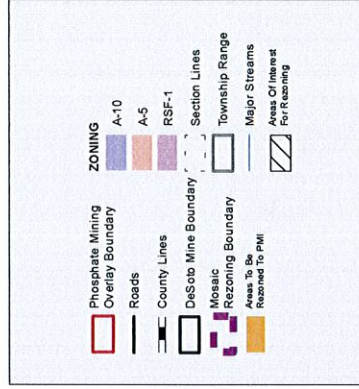 Phosphate Mining
Overlay Boundary
Roads
County Lines
DeSoto Mine Boundary
Mosaic
Rezoning Boundary
Areas To Be
Rezoned To PMI
ZONING
A-10
A-5
RSF-1
Section Lines
Township Range
Major Streams
Areas Of Interest
For Rezoning